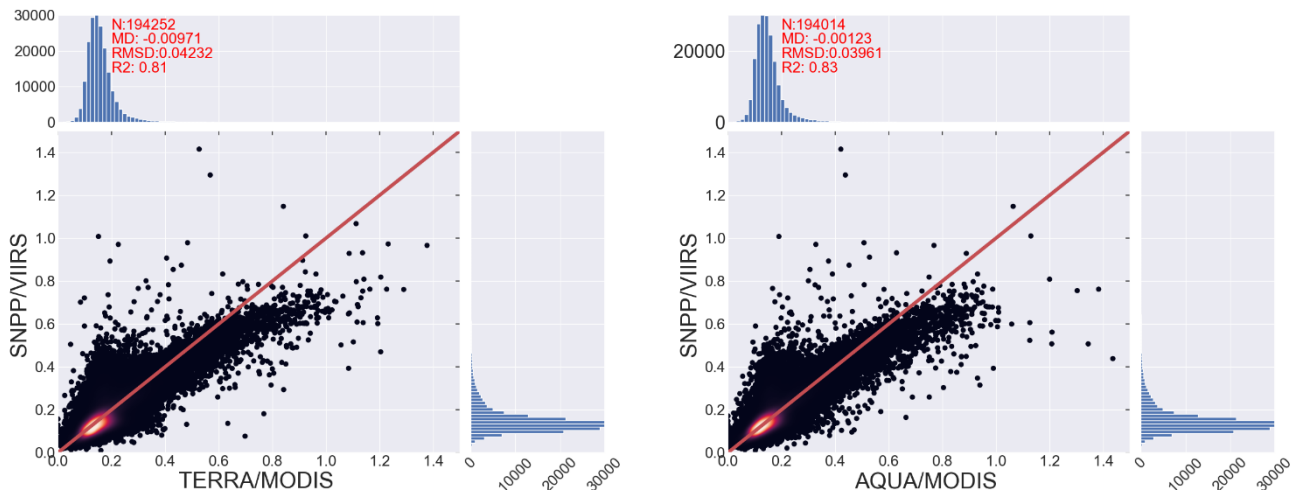 30000
20000
10000
0
N:194252
MD: -0.00971
RMSD:0.04232
R2: 0.81
SNPP/VIIRS
1.4
1.2
1.0
0.8
0.6
0.4
0.2
0.0
0.0 0.2 0.4 0.6 0.8 1.0 1.2 1.4
TERRA/MODIS
0 10000 20000 30000
20000
0
N:194014
MD: -0.00123
RMSD:0.03961
R2: 0.83
SNPP/VIIRS
1.4
1.2
1.0
0.8
0.6
0.4
0.2
0.0
0.0 0.2 0.4 0.6 0.8 1.0 1.2 1.4
AQUA/MODIS
0 10000 20000 30000